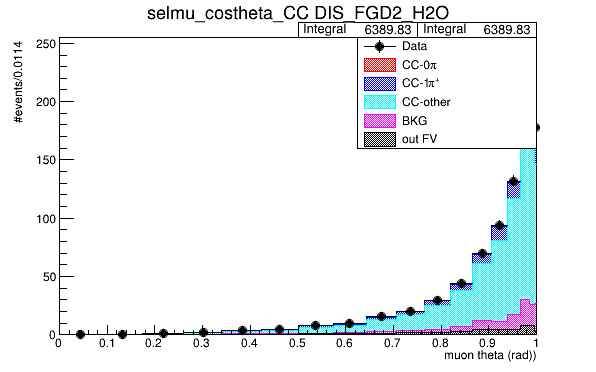 selmu_costheta_CC DIS_FGD2_H2O
Integral 6389.83 Integral 6389.83
Data
CC-0π
CC-1π⁺
CC-other
BKG
out FV
#events/0.0114
250
200
150
100
50
0
0 0.1 0.2 0.3 0.4 0.5 0.6 0.7 0.8 0.9 1
muon theta (rad))